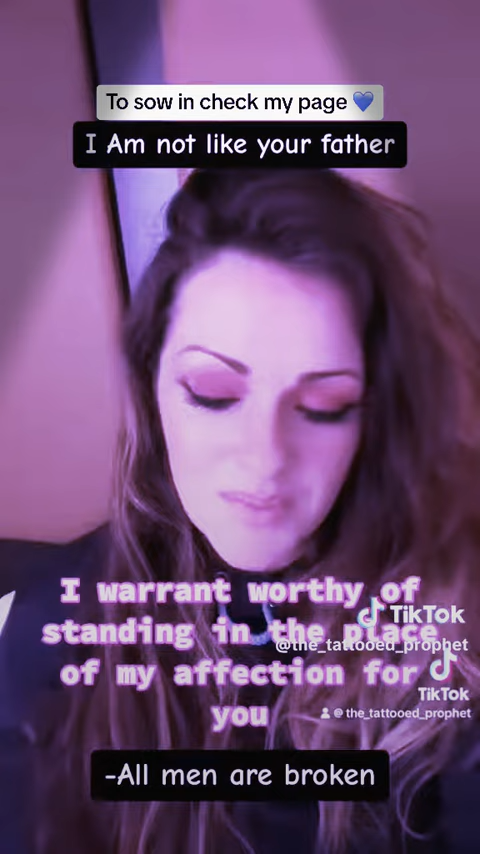 To sow in check my page 💙
I Am not like your father
I warrant worthy of
standing in the place
of my affection for
you
TikTok
@the_tattooed_prophet
TikTok
@ the_tattooed_prophet
-All men are broken